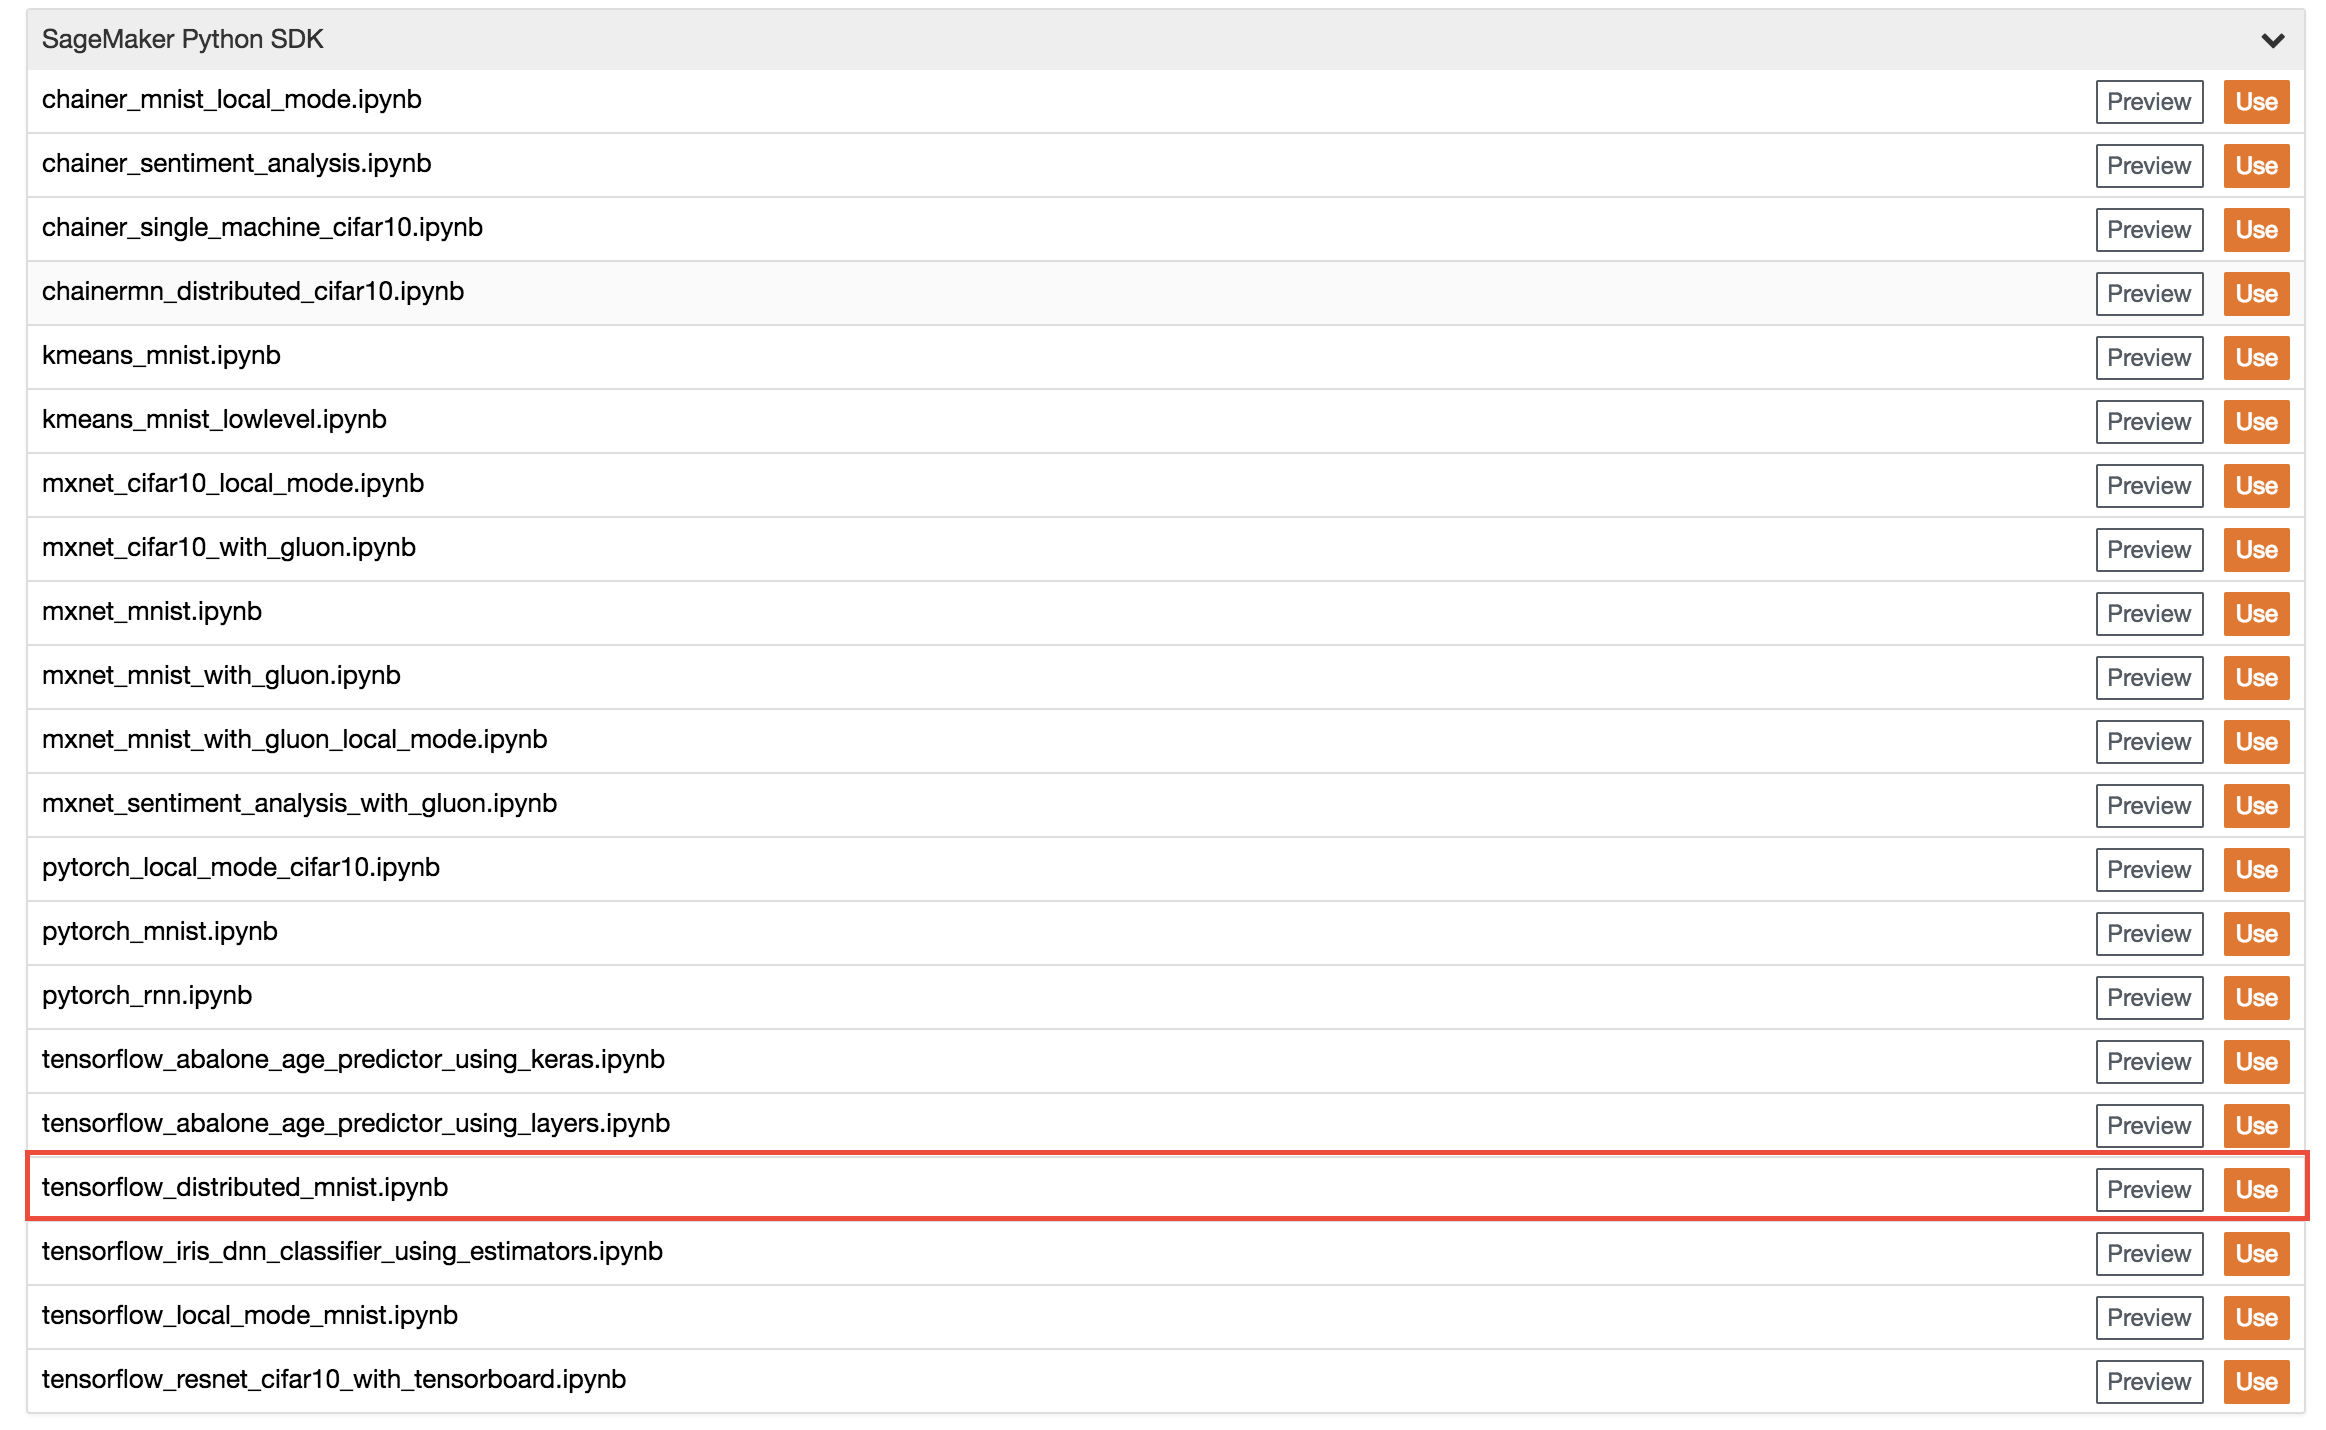 SageMaker Python SDK
chainer_mnist_local_mode.ipynb Preview Use
chainer_sentiment_analysis.ipynb Preview Use
chainer_single_machine_cifar10.ipynb Preview Use
chainermn_distributed_cifar10.ipynb Preview Use
kmeans_mnist.ipynb Preview Use
kmeans_mnist_lowlevel.ipynb Preview Use
mxnet_cifar10_local_mode.ipynb Preview Use
mxnet_cifar10_with_gluon.ipynb Preview Use
mxnet_mnist.ipynb Preview Use
mxnet_mnist_with_gluon.ipynb Preview Use
mxnet_mnist_with_gluon_local_mode.ipynb Preview Use
mxnet_sentiment_analysis_with_gluon.ipynb Preview Use
pytorch_local_mode_cifar10.ipynb Preview Use
pytorch_mnist.ipynb Preview Use
pytorch_rnn.ipynb Preview Use
tensorflow_abalone_age_predictor_using_keras.ipynb Preview Use
tensorflow_abalone_age_predictor_using_layers.ipynb Preview Use
tensorflow_distributed_mnist.ipynb Preview Use
tensorflow_iris_dnn_classifier_using_estimators.ipynb Preview Use
tensorflow_local_mode_mnist.ipynb Preview Use
tensorflow_resnet_cifar10_with_tensorboard.ipynb Preview Use